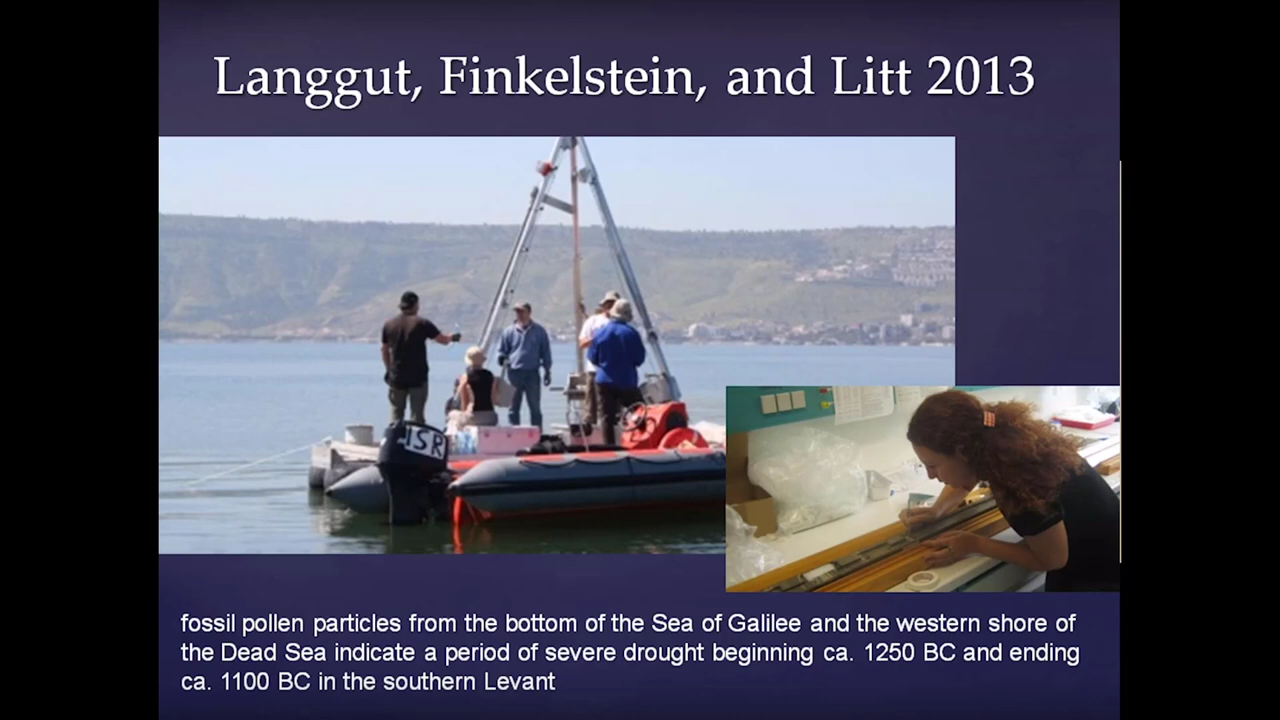 Langgut, Finkelstein, and Litt 2013
ISR
fossil pollen particles from the bottom of the Sea of Galilee and the western shore of
the Dead Sea indicate a period of severe drought beginning ca. 1250 BC and ending
ca. 1100 BC in the southern Levant